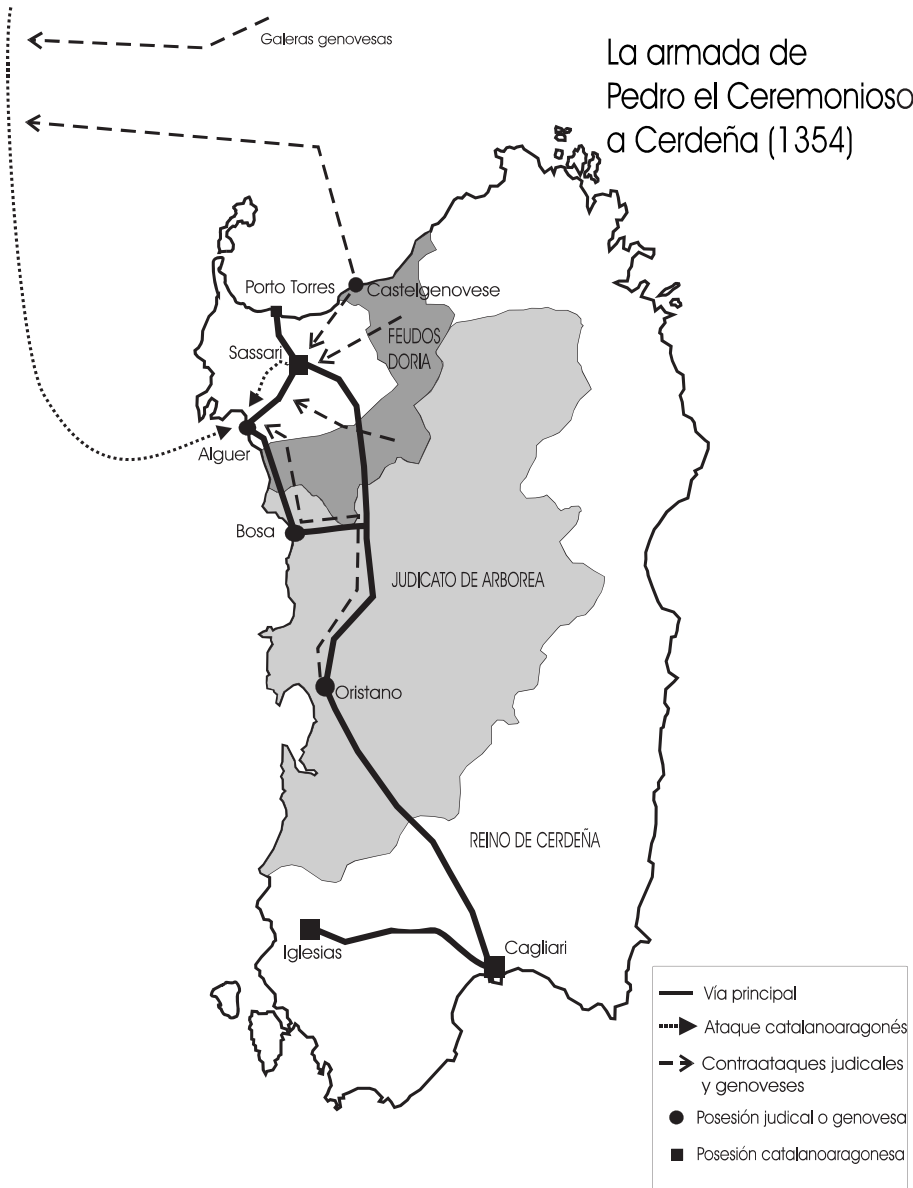 La armada de
Pedro el Ceremonioso
a Cerdeña (1354)
Galeras genovesas
Porto Torres
Castelgenovese
Sassari
FEUDOS
DORIA
Alguer
Bosa
JUDICATO DE ARBOREA
Oristano
REINO DE CERDEÑA
Iglesias
Cagliari
Vía principal
Ataque catalanoaragonés
Contraataques judicales
y genoveses
Posesión judical o genovesa
Posesión catalanoaragonesa